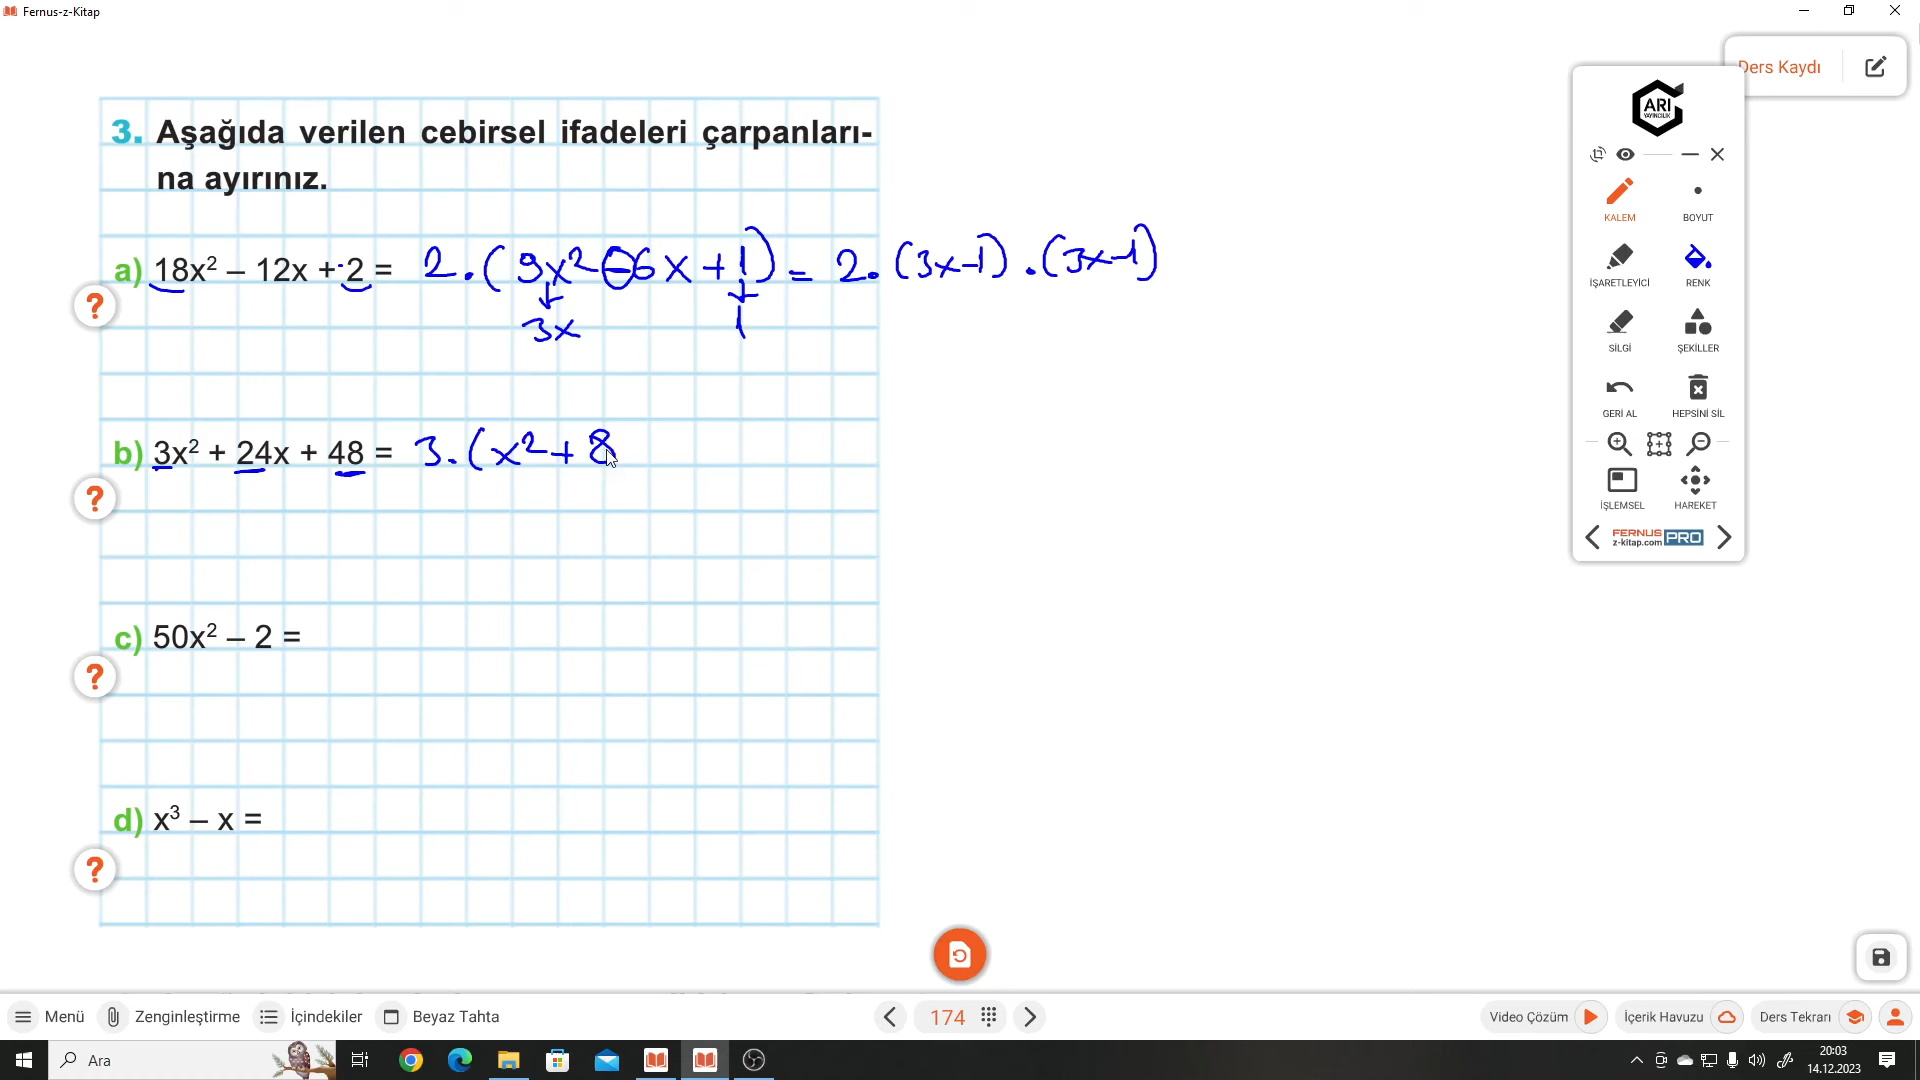 Fernus-z-Kitap
Ders Kaydı
ARI
YAYINCILIK
3. Aşağıda verilen cebirsel ifadeleri çarpanları-
na ayırınız.
a) 18x² – 12x + 2 = 2.(9x²-6x+1) = 2.(3x-1).(3x-1)
?
3x 1
b) 3x² + 24x + 48 = 3.(x²+8
?
c) 50x² – 2 =
?
d) x³ – x =
?
KALEM BOYUT
İŞARETLEYİCİ RENK
SİLGİ ŞEKİLLER
GERİ AL HEPSİNİ SİL
İŞLEMSEL HAREKET
FERNUS
z-kitap.com PRO
Menü Zenginleştirme İçindekiler Beyaz Tahta 174 Video Çözüm İçerik Havuzu Ders Tekrarı
Ara 20:03
14.12.2023